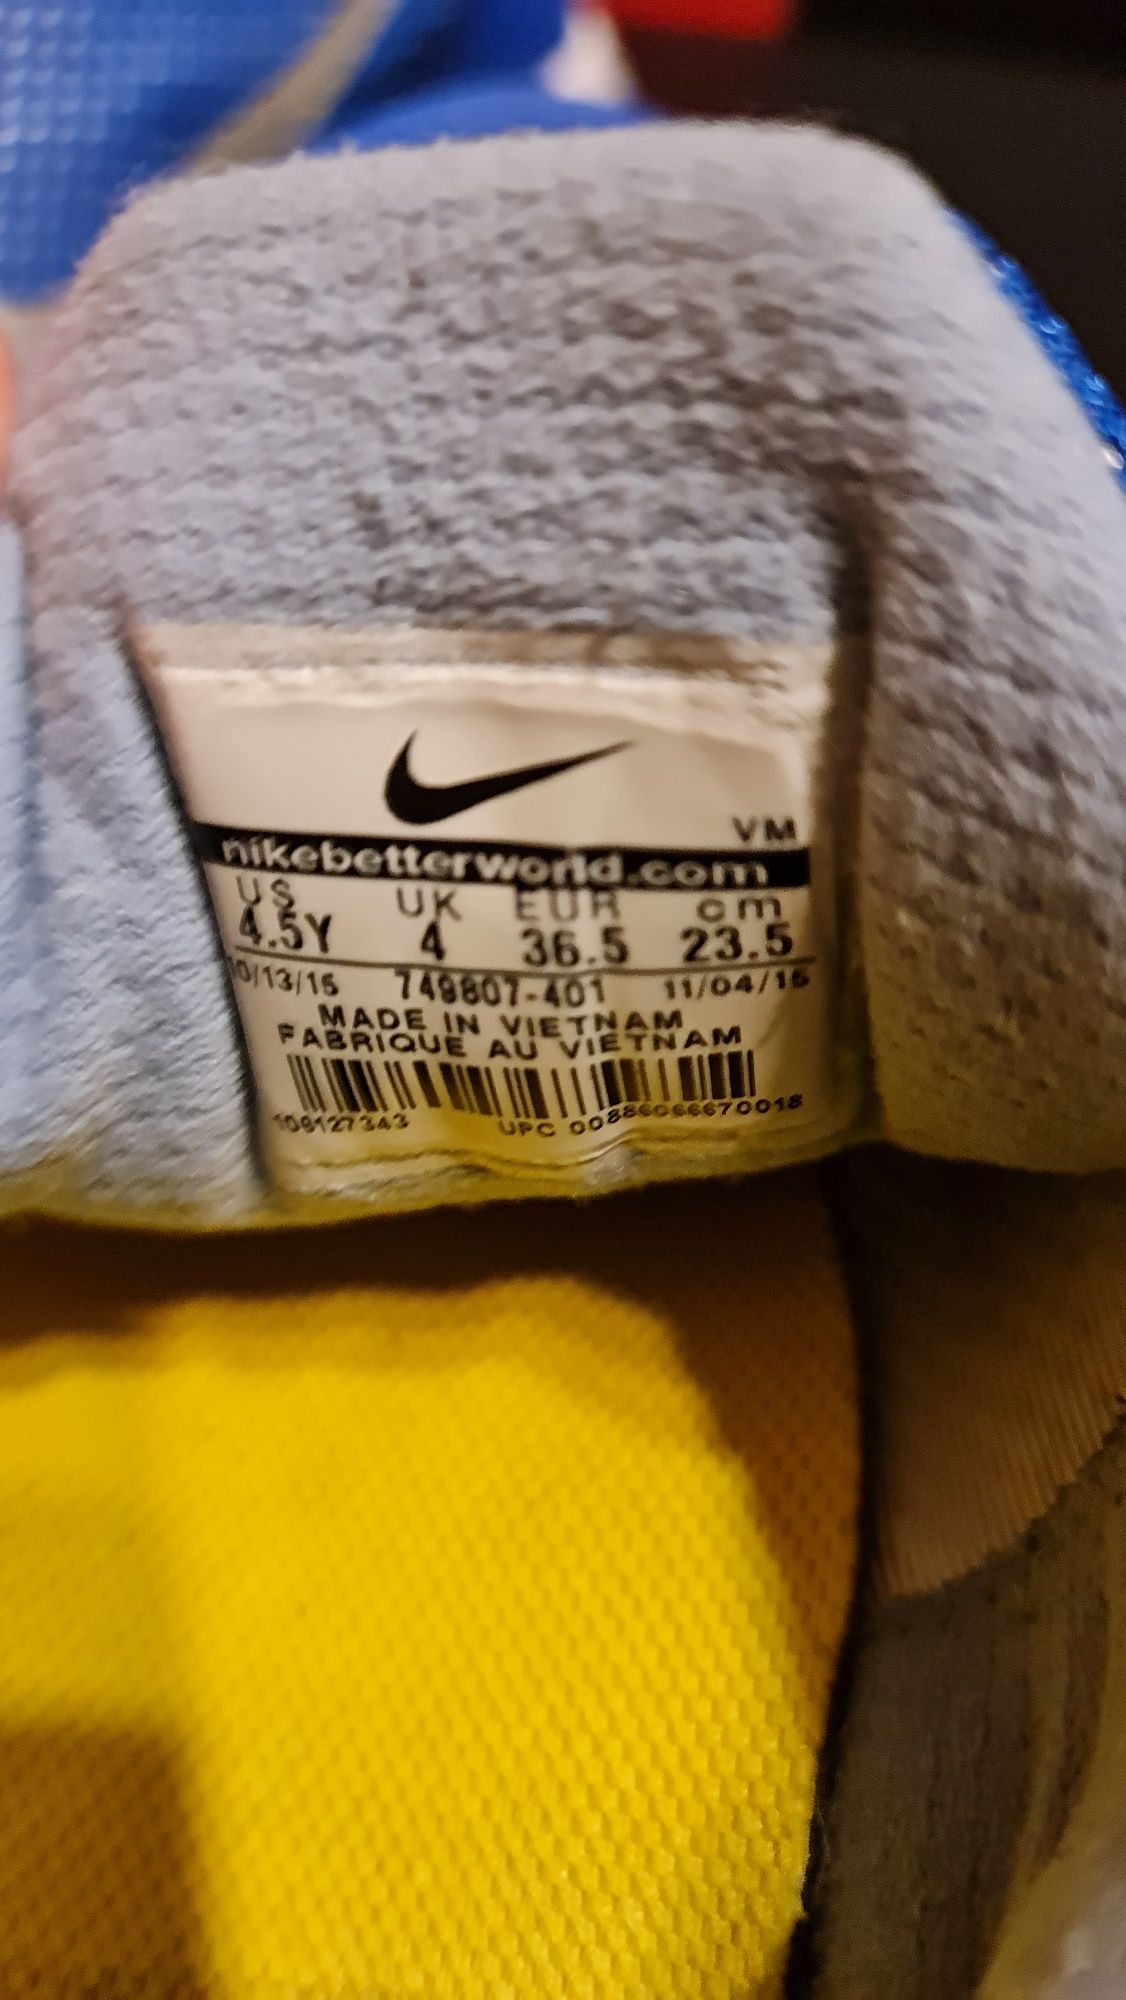 VM
nikebetterworld.com
US UK EUR cm
4.5Y 4 36.5 23.5
10/13/15 749807-401 11/04/15
MADE IN VIETNAM
FABRIQUÉ AU VIETNAM
108127343 UPC 00886066670018